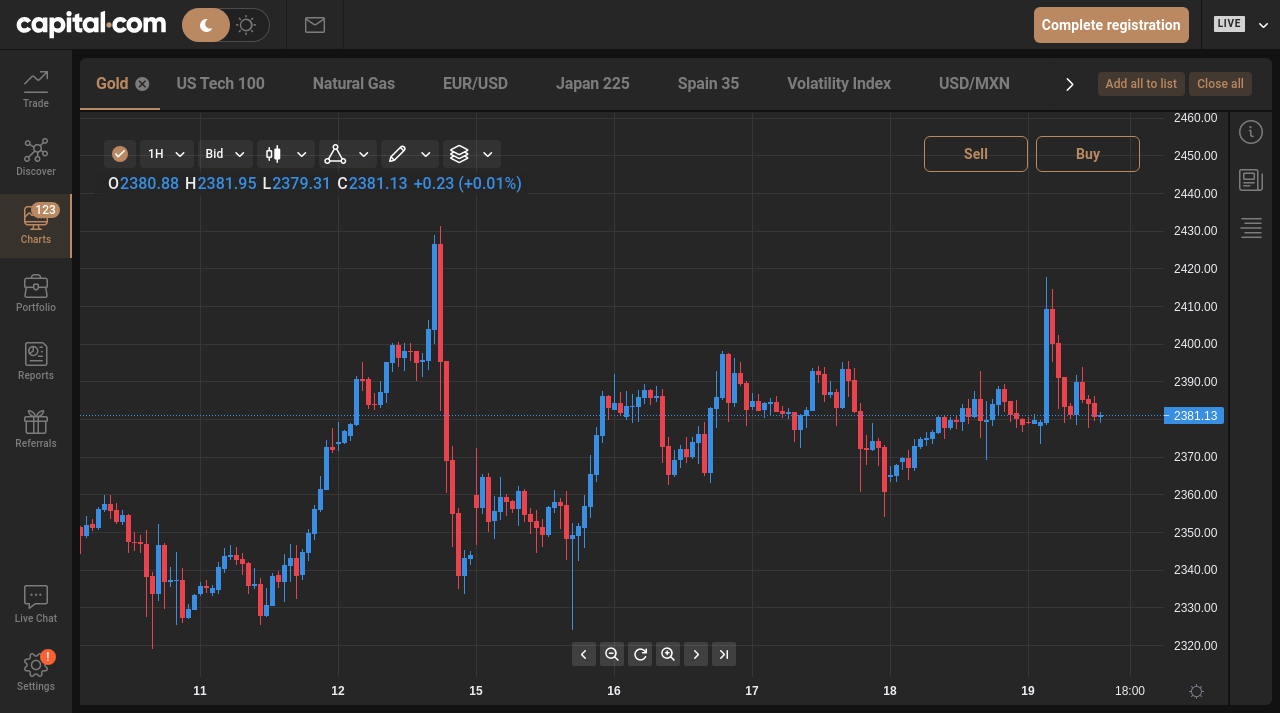 capital.com
Complete registration
LIVE
Trade
Discover
123
Charts
Portfolio
Reports
Referrals
Live Chat
!
Settings
Gold
US Tech 100
Natural Gas
EUR/USD
Japan 225
Spain 35
Volatility Index
USD/MXN
Add all to list
Close all
1H
Bid
Sell
Buy
O2380.88 H2381.95 L2379.31 C2381.13 +0.23 (+0.01%)
2460.00
2450.00
2440.00
2430.00
2420.00
2410.00
2400.00
2390.00
2381.13
2370.00
2360.00
2350.00
2340.00
2330.00
2320.00
11
12
15
16
17
18
19
18:00